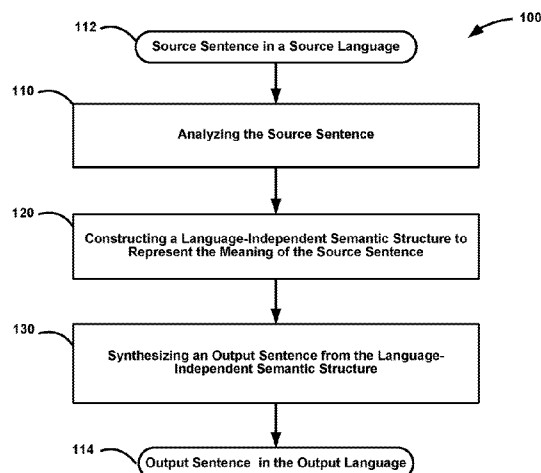 112
Source Sentence in a Source Language
100
110
Analyzing the Source Sentence
120
Constructing a Language-Independent Semantic Structure to
Represent the Meaning of the Source Sentence
130
Synthesizing an Output Sentence from the Language-
Independent Semantic Structure
114
Output Sentence in the Output Language